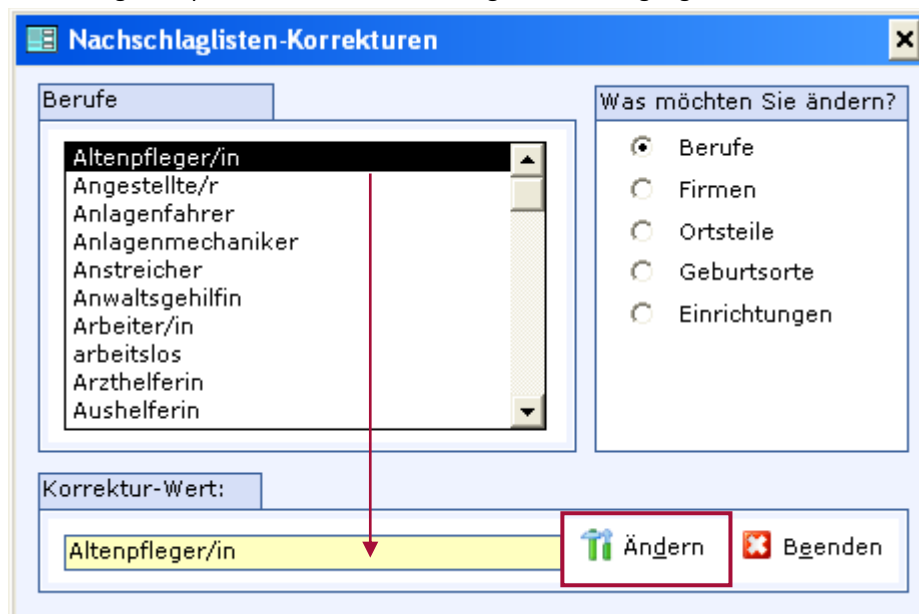 Nachschlaglisten-Korrekturen
Berufe
Altenpfleger/in
Angestellte/r
Anlagenfahrer
Anlagenmechaniker
Anstreicher
Anwaltsgehilfin
Arbeiter/in
arbeitslos
Arzthelferin
Aushelferin
Was möchten Sie ändern?
Berufe
Firmen
Ortsteile
Geburtsorte
Einrichtungen
Korrektur-Wert:
Altenpfleger/in
Ändern
Beenden